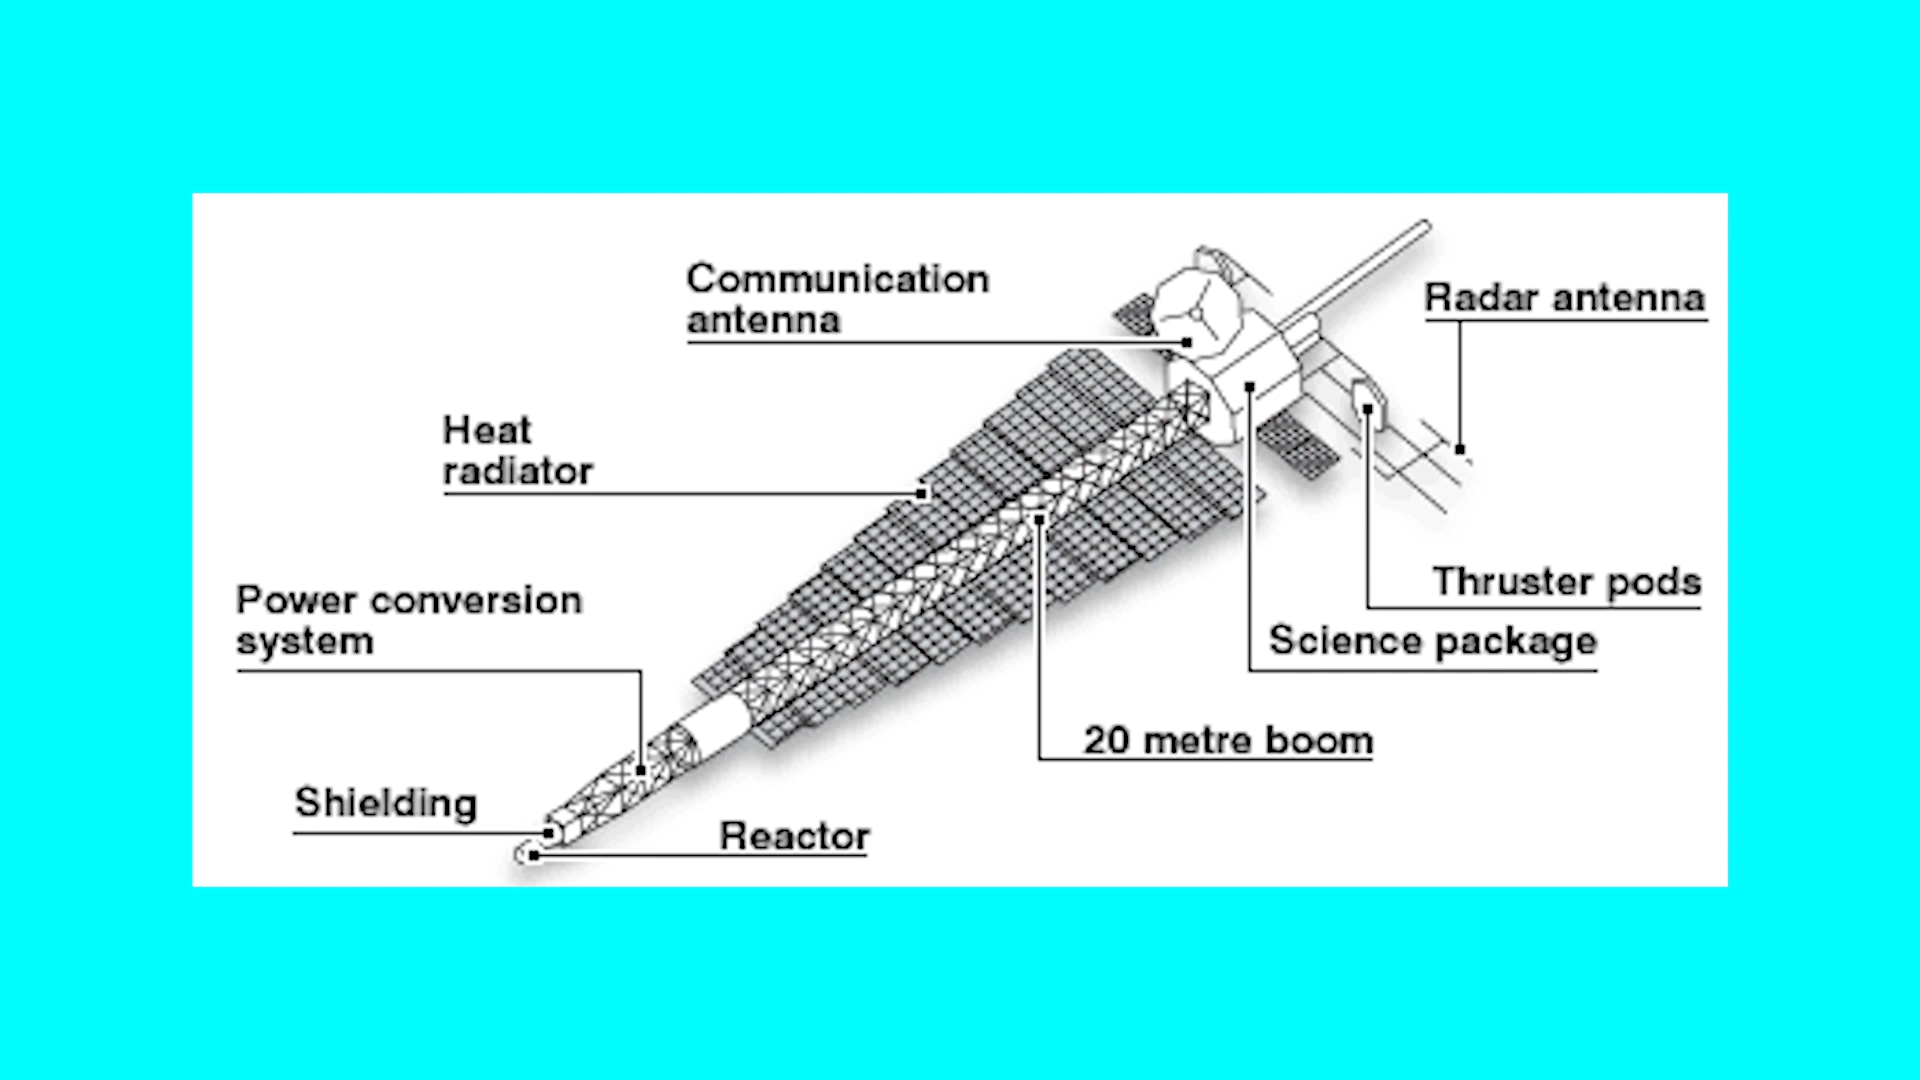 Communication
antenna
Radar antenna
Heat
radiator
Power conversion
system
Thruster pods
Science package
20 metre boom
Shielding
Reactor